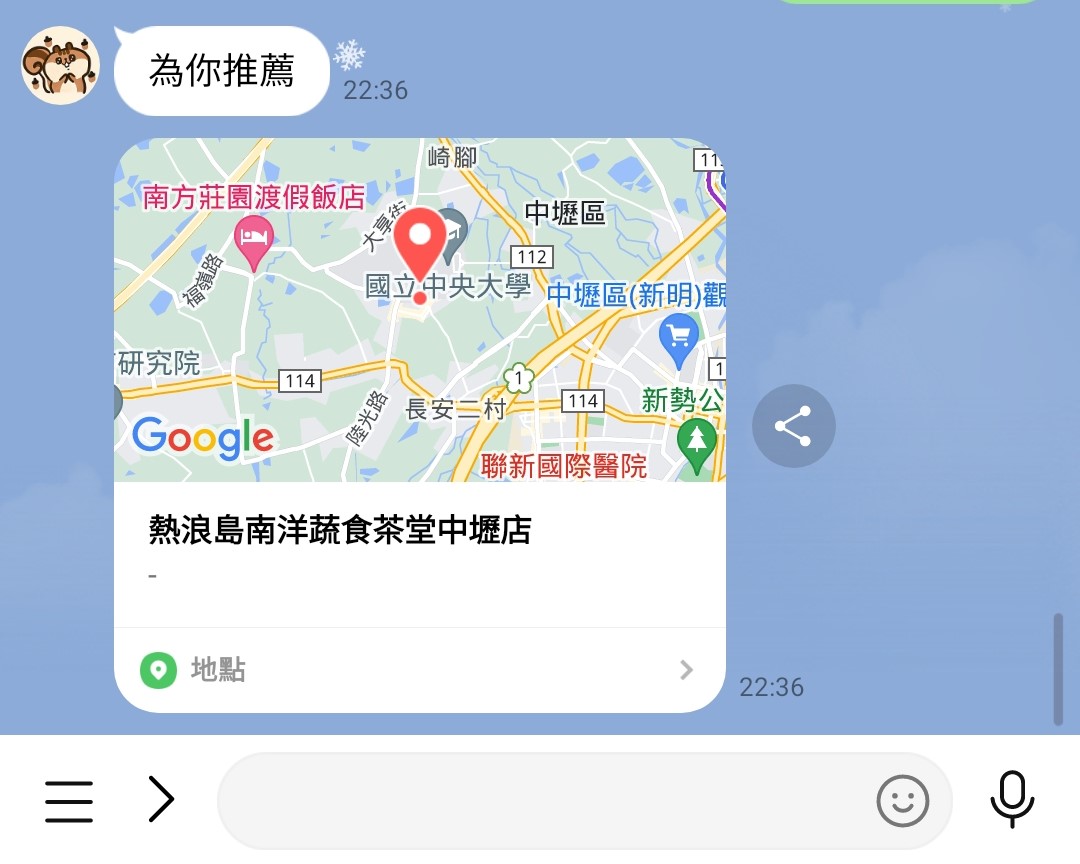 為你推薦
22:36
崎腳
南方莊園渡假飯店
大享街
中壢區
112
福嶺路
國立中央大學
中壢區(新明)觀
研究院
114
1
陸光路
長安二村
114
新勢公
Google
聯新國際醫院
熱浪島南洋蔬食茶堂中壢店
-
地點
22:36